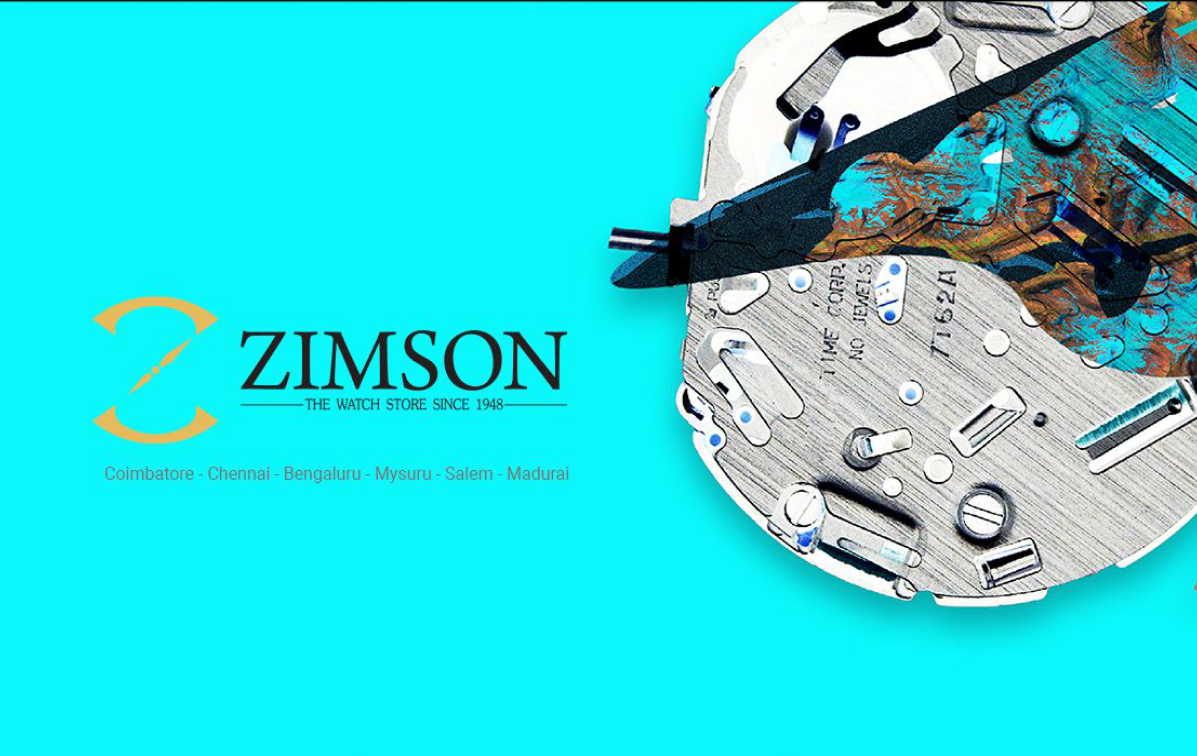 ZIMSON
THE WATCH STORE SINCE 1948
Coimbatore - Chennai - Bengaluru - Mysuru - Salem - Madurai
TIME CORP.
NO JEWELS
7T62A